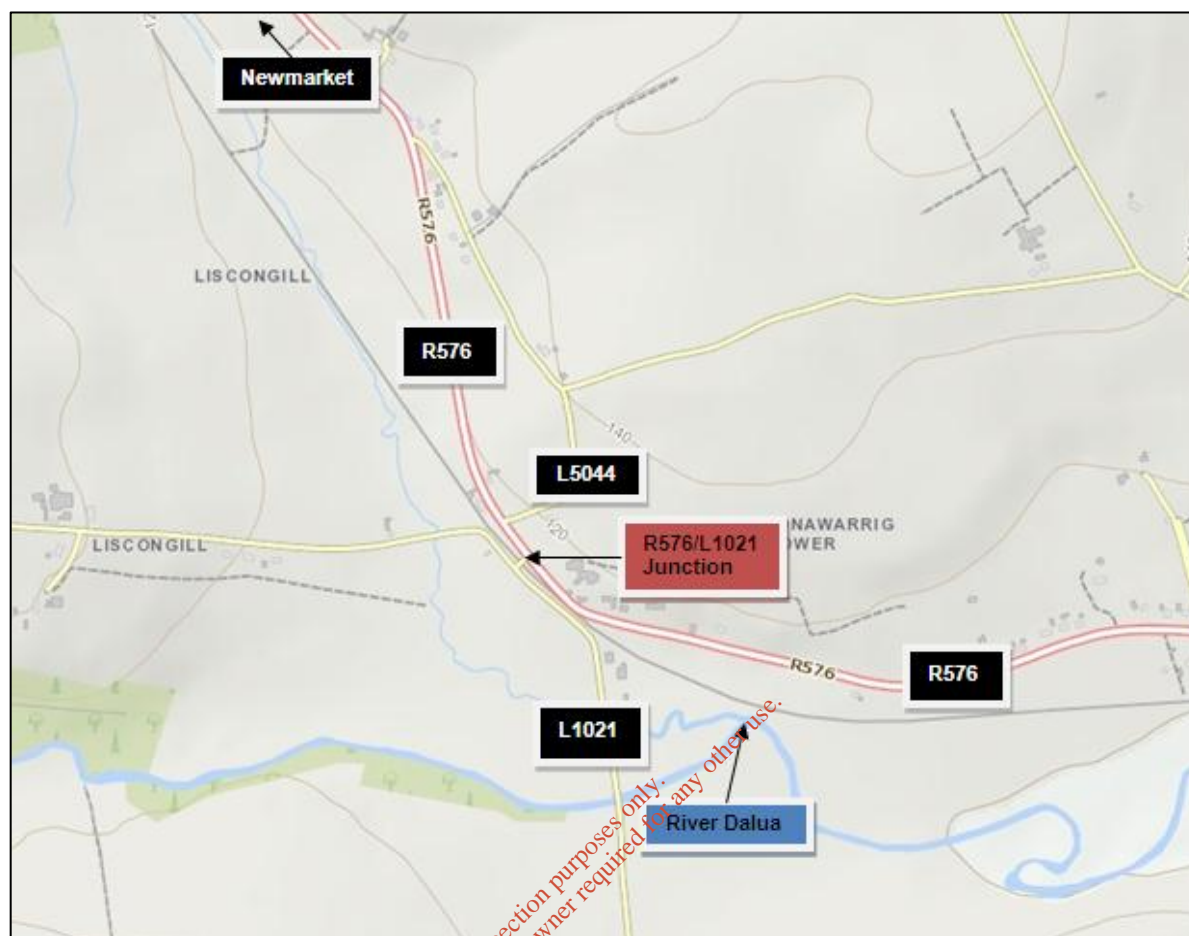 Newmarket
R576
LISCONGILL
R576
140
L5044
120
NAWARRIG
OWER
R576/L1021
Junction
LISCONGILL
R576
R576
L1021
River Dalua
ection purposes only.
wner required for any other use.